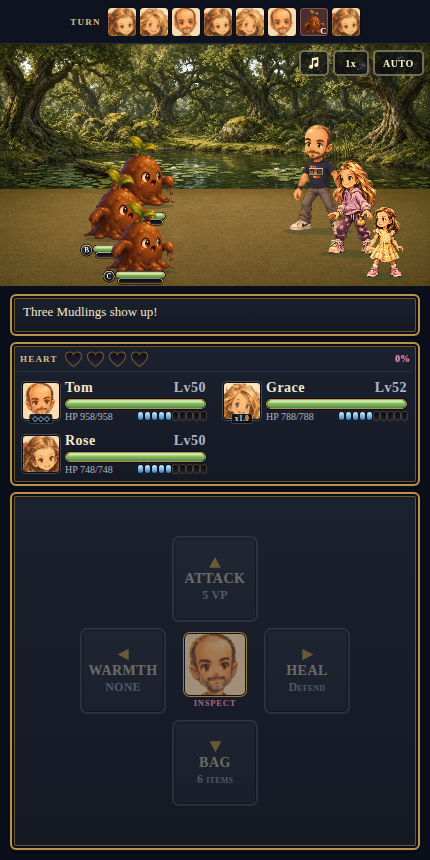 TURN
C
1x
AUTO
B
C
Three Mudlings show up!
HEART
0%
Tom Lv50
HP 958/958
Grace Lv52
x1.0
HP 788/788
Rose Lv50
HP 748/748
ATTACK
5 VP
WARMTH
NONE
HEAL
Defend
INSPECT
BAG
6 items